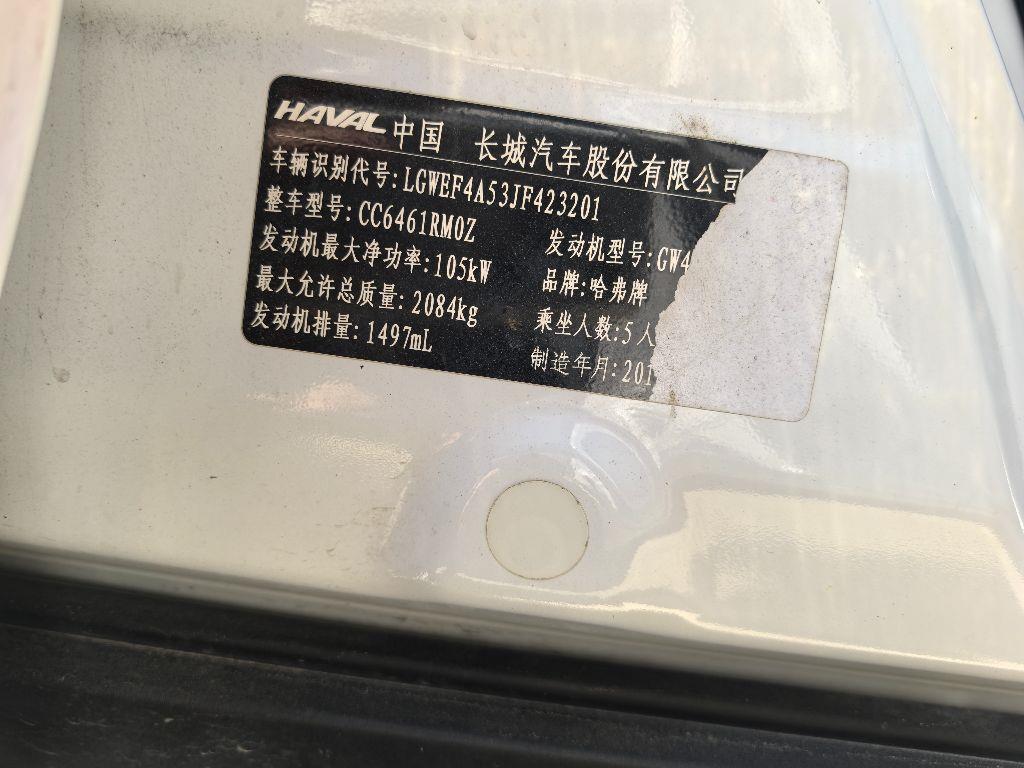 HAVAL 中国 长城汽车股份有限公司
车辆识别代号:LGWEF4A53JF423201
整车型号:CC6461RM0Z 发动机型号:GW4
发动机最大净功率:105kW 品牌:哈弗牌
最大允许总质量:2084kg 乘坐人数:5人
发动机排量:1497mL 制造年月:201